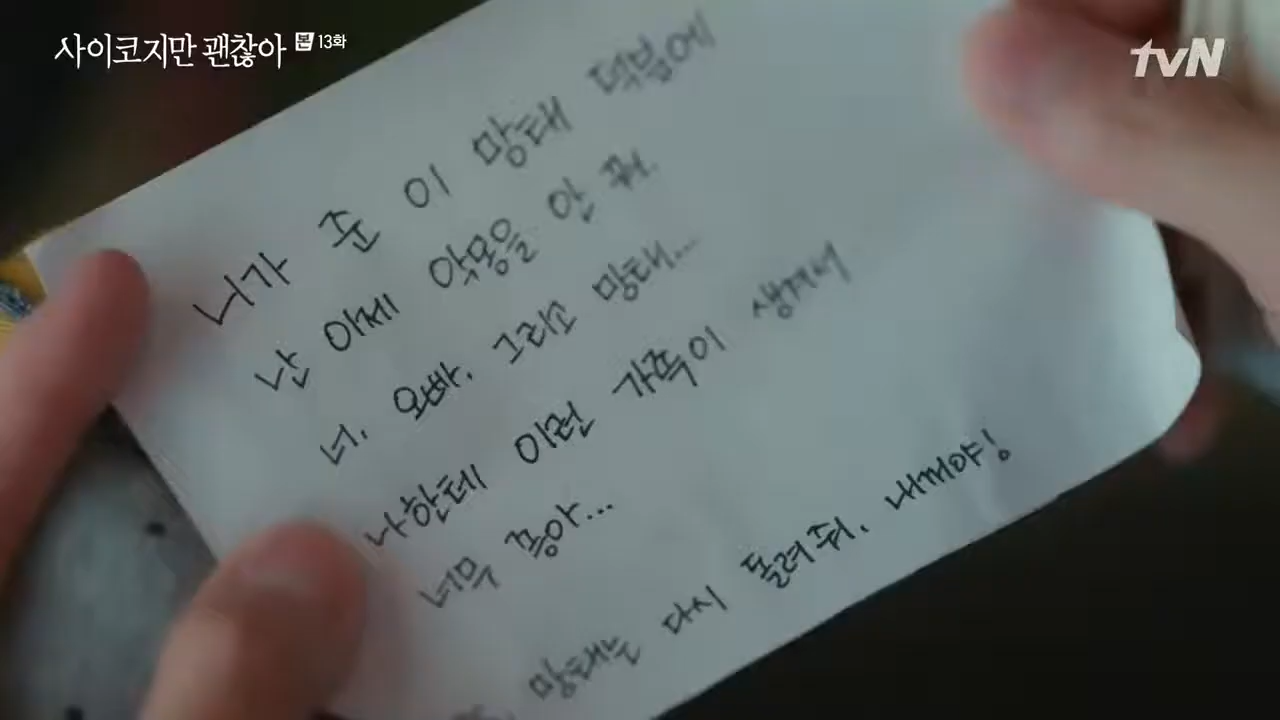 사이코지만 괜찮아 본 13화
tvN
니가 준 이 망태 덕분에
난 이제 악몽을 안 꿔.
너. 오빠. 그리고 망태...
나한테 이런 가족이 생겨서
너무 좋아...
망태는 다시 돌려줘. 내꺼야!